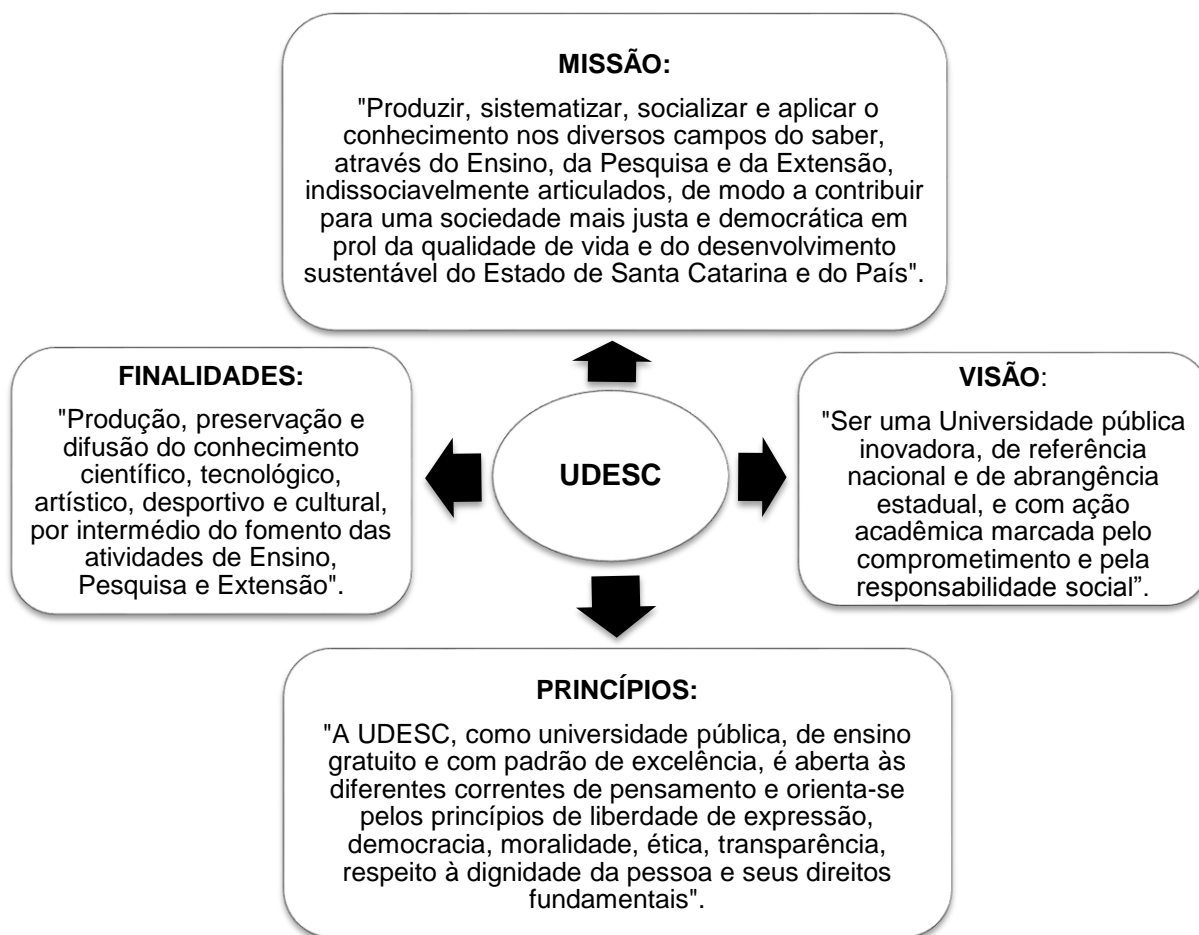 MISSÃO:
"Produzir, sistematizar, socializar e aplicar o
conhecimento nos diversos campos do saber,
através do Ensino, da Pesquisa e da Extensão,
indissociavelmente articulados, de modo a contribuir
para uma sociedade mais justa e democrática em
prol da qualidade de vida e do desenvolvimento
sustentável do Estado de Santa Catarina e do País".
FINALIDADES:
"Produção, preservação e
difusão do conhecimento
científico, tecnológico,
artístico, desportivo e cultural,
por intermédio do fomento das
atividades de Ensino,
Pesquisa e Extensão".
UDESC
VISÃO:
"Ser uma Universidade pública
inovadora, de referência
nacional e de abrangência
estadual, e com ação
acadêmica marcada pelo
comprometimento e pela
responsabilidade social”.
PRINCÍPIOS:
"A UDESC, como universidade pública, de ensino
gratuito e com padrão de excelência, é aberta às
diferentes correntes de pensamento e orienta-se
pelos princípios de liberdade de expressão,
democracia, moralidade, ética, transparência,
respeito à dignidade da pessoa e seus direitos
fundamentais".